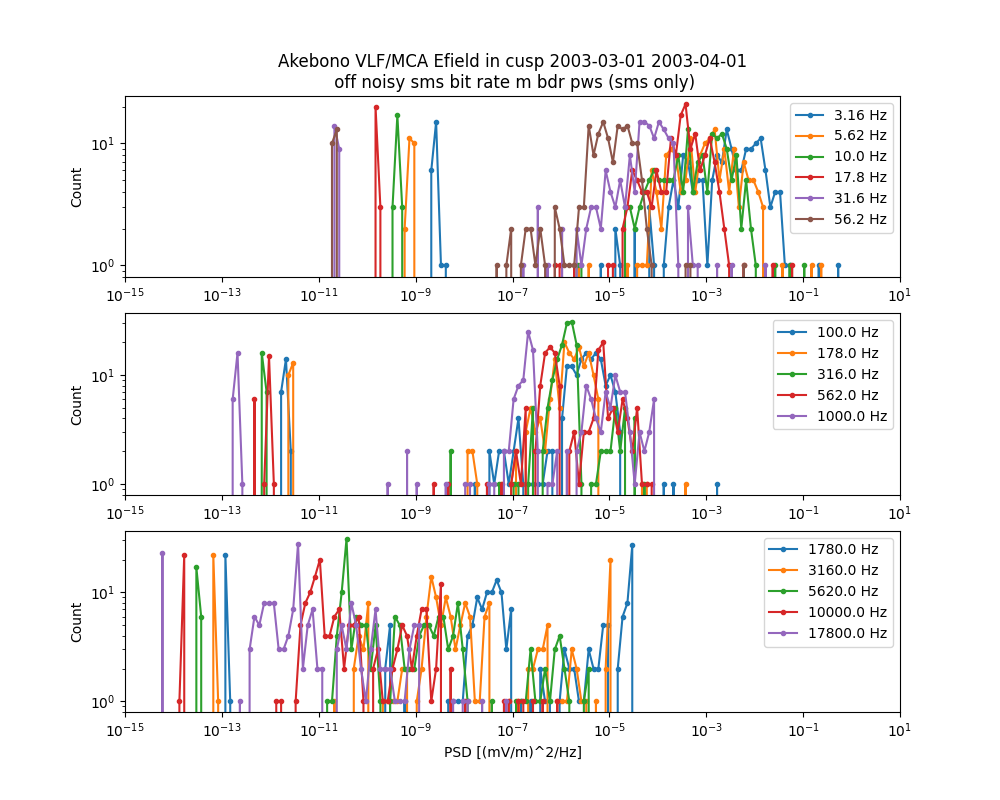 Akebono VLF/MCA Efield in cusp 2003-03-01 2003-04-01
off noisy sms bit rate m bdr pws (sms only)
Count
10¹
10⁰
3.16 Hz
5.62 Hz
10.0 Hz
17.8 Hz
31.6 Hz
56.2 Hz
10⁻¹⁵ 10⁻¹³ 10⁻¹¹ 10⁻⁹ 10⁻⁷ 10⁻⁵ 10⁻³ 10⁻¹ 10¹
Count
10¹
10⁰
100.0 Hz
178.0 Hz
316.0 Hz
562.0 Hz
1000.0 Hz
10⁻¹⁵ 10⁻¹³ 10⁻¹¹ 10⁻⁹ 10⁻⁷ 10⁻⁵ 10⁻³ 10⁻¹ 10¹
Count
10¹
10⁰
1780.0 Hz
3160.0 Hz
5620.0 Hz
10000.0 Hz
17800.0 Hz
10⁻¹⁵ 10⁻¹³ 10⁻¹¹ 10⁻⁹ 10⁻⁷ 10⁻⁵ 10⁻³ 10⁻¹ 10¹
PSD [(mV/m)^2/Hz]